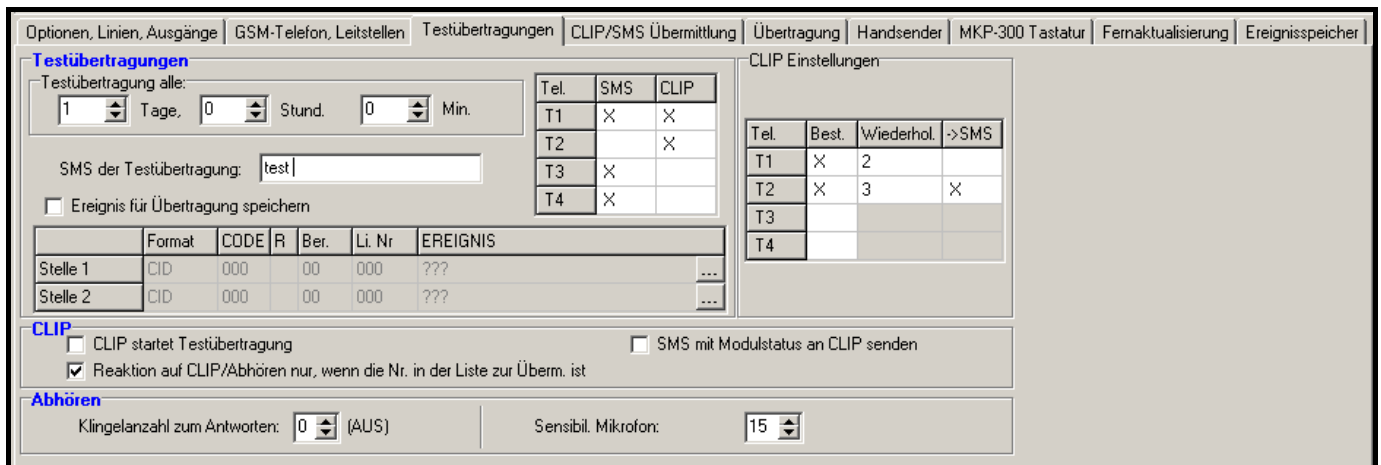 Optionen, Linien, Ausgänge GSM-Telefon, Leitstellen Testübertragungen CLIP/SMS Übermittlung Übertragung Handsender MKP-300 Tastatur Fernaktualisierung Ereignisspeicher
Testübertragungen
Testübertragung alle:
1 Tage, 0 Stund. 0 Min.
SMS der Testübertragung: test
Ereignis für Übertragung speichern
Tel. SMS CLIP
T1 X X
T2 X
T3 X
T4 X
Format CODE R Ber. Li. Nr EREIGNIS
Stelle 1 CID 000 00 000 ??? ...
Stelle 2 CID 000 00 000 ??? ...
CLIP Einstellungen
Tel. Best. Wiederhol. ->SMS
T1 X 2
T2 X 3 X
T3
T4
CLIP
CLIP startet Testübertragung
SMS mit Modulstatus an CLIP senden
Reaktion auf CLIP/Abhören nur, wenn die Nr. in der Liste zur Überm. ist
Abhören
Klingelanzahl zum Antworten: 0 (AUS)
Sensibil. Mikrofon: 15